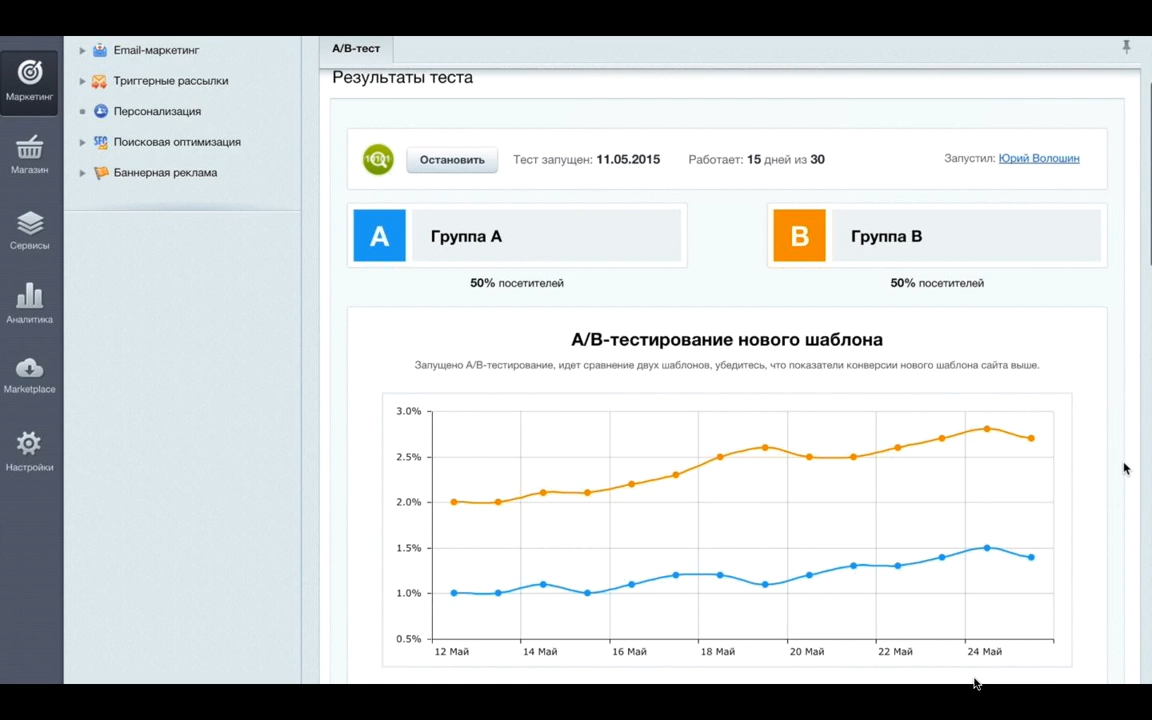 Маркетинг
Магазин
Сервисы
Аналитика
Marketplace
Настройки
Email-маркетинг
Триггерные рассылки
Персонализация
SEO
Поисковая оптимизация
Баннерная реклама
A/B-тест
Результаты теста
10101
Остановить
Тест запущен: 11.05.2015
Работает: 15 дней из 30
Запустил: Юрий Волошин
A
Группа A
B
Группа B
50% посетителей
50% посетителей
A/B-тестирование нового шаблона
Запущено A/B-тестирование, идет сравнение двух шаблонов, убедитесь, что показатели конверсии нового шаблона сайта выше.
3.0%
2.5%
2.0%
1.5%
1.0%
0.5%
12 Май
14 Май
16 Май
18 Май
20 Май
22 Май
24 Май